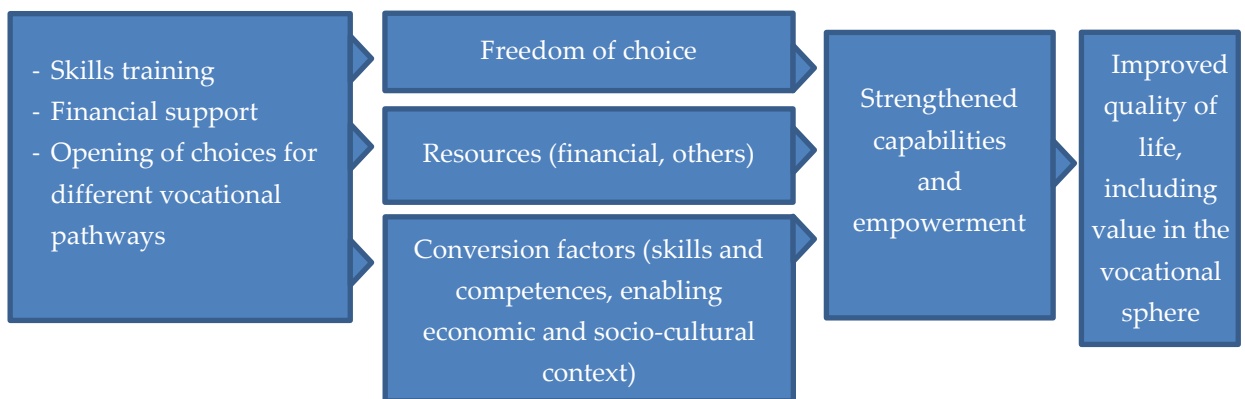 - Skills training
- Financial support
- Opening of choices for
different vocational
pathways
Freedom of choice
Resources (financial, others)
Conversion factors (skills and
competences, enabling
economic and socio-cultural
context)
Strengthened
capabilities
and
empowerment
Improved
quality of
life,
including
value in the
vocational
sphere